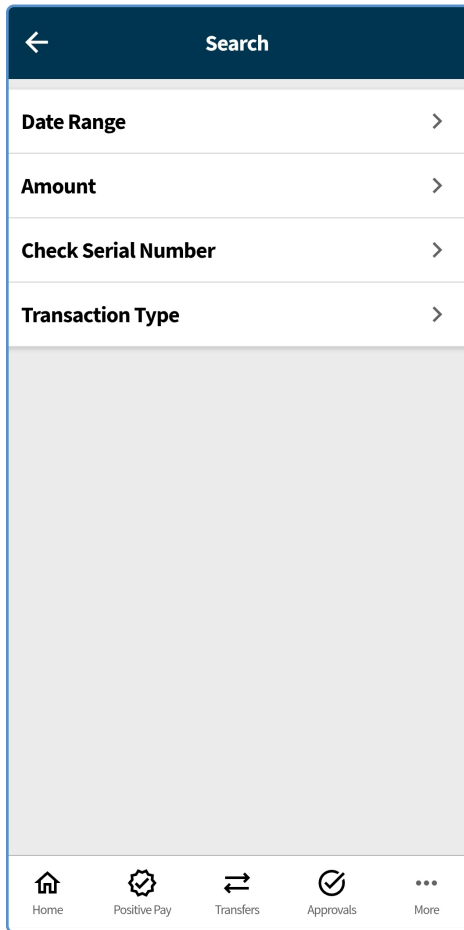 Search
Date Range
Amount
Check Serial Number
Transaction Type
Home
Positive Pay
Transfers
Approvals
More